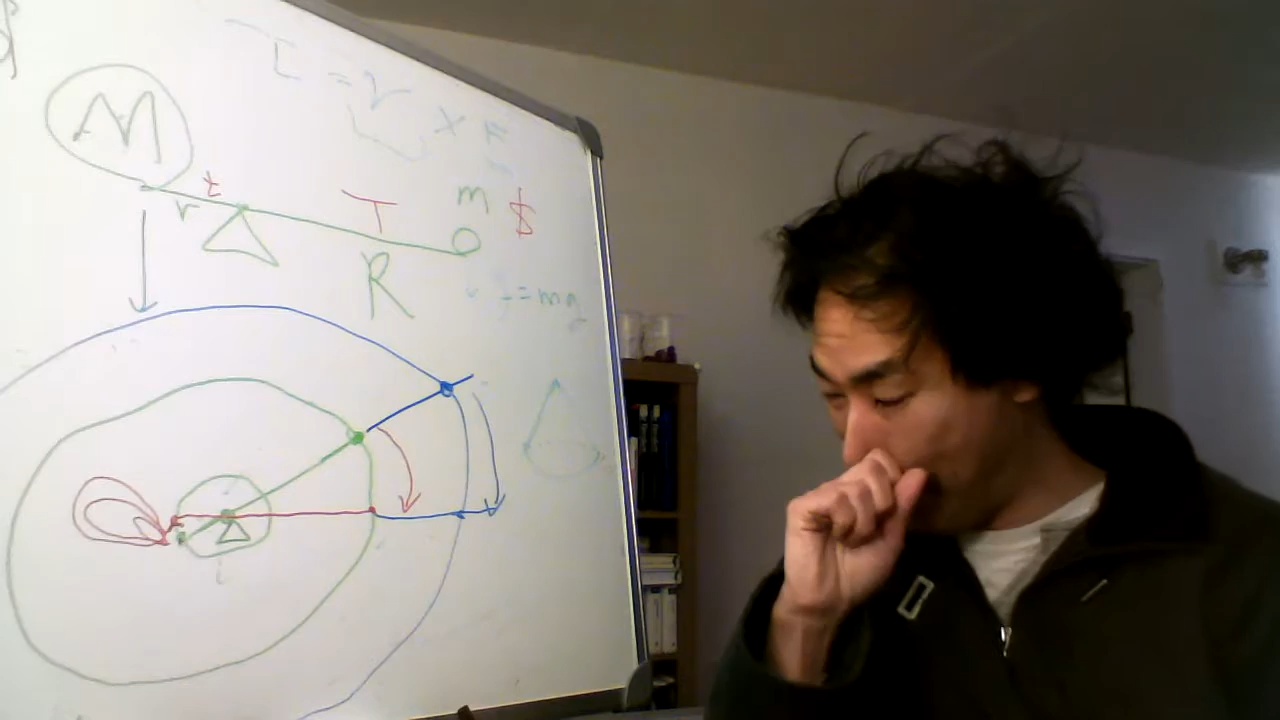 τ = r × F
M
t
r
T
R
m $
F = mg